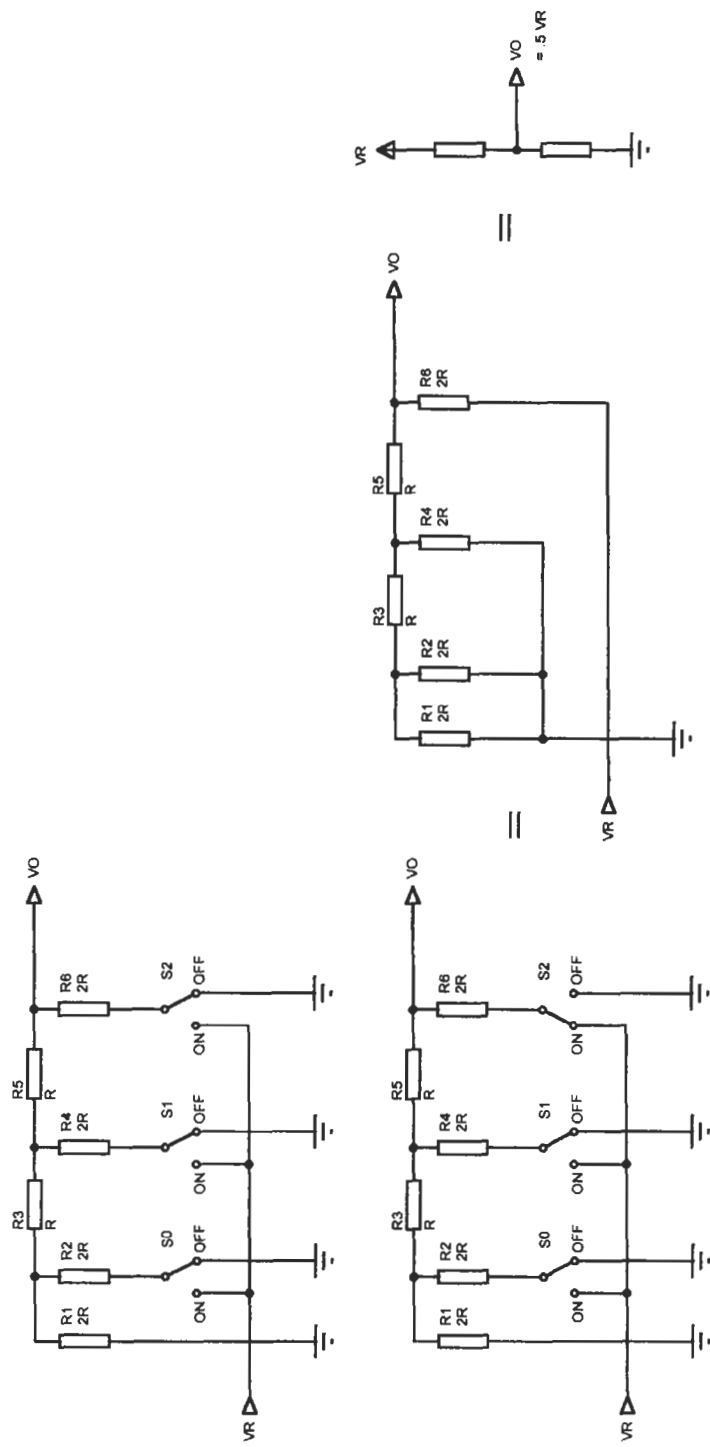 VO
R6
2R
S2
OFF
ON
R5
R
R4
2R
S1
OFF
ON
R3
R
R2
2R
S0
OFF
ON
R1
2R
VR
VO
R6
2R
S2
OFF
ON
R5
R
R4
2R
S1
OFF
ON
R3
R
R2
2R
S0
OFF
ON
R1
2R
VR
=
VO
R6
2R
R5
R
R4
2R
R3
R
R2
2R
R1
2R
VR
=
VR
VO
= .5 VR